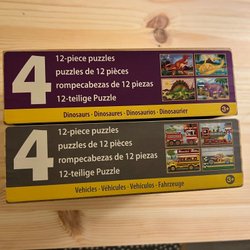 4
12-piece puzzles
puzzles de 12 pièces
rompecabezas de 12 piezas
12-teilige Puzzle
Dinosaurs · Dinosaures · Dinosaurios · Dinosaurier
3+
4
12-piece puzzles
puzzles de 12 pièces
rompecabezas de 12 piezas
12-teilige Puzzle
Vehicles · Véhicules · Vehículos · Fahrzeuge
3+